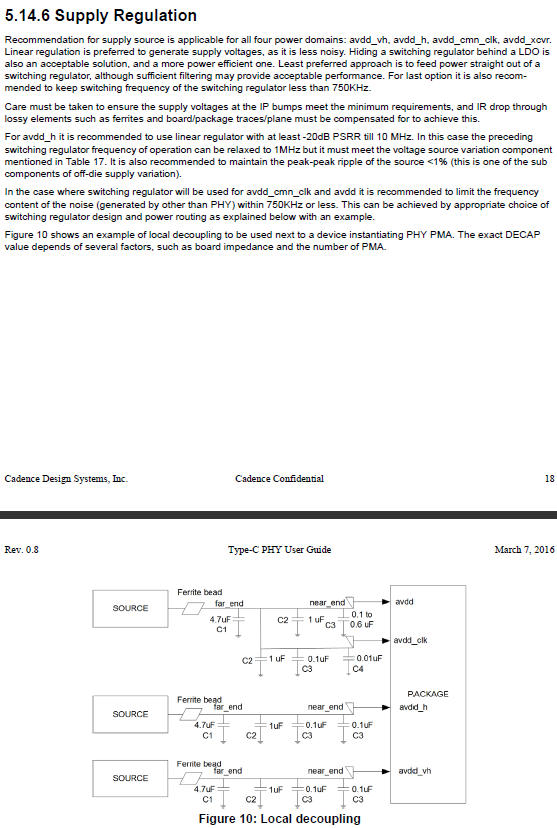 5.14.6 Supply Regulation
Recommendation for supply source is applicable for all four power domains: avdd_vh, avdd_h, avdd_cmn_clk, avdd_xcvr.
Linear regulation is preferred to generate supply voltages, as it is less noisy. Hiding a switching regulator behind a LDO is
also an acceptable solution, and a more power efficient one. Least preferred approach is to feed power straight out of a
switching regulator, although sufficient filtering may provide acceptable performance. For last option it is also recom-
mended to keep switching frequency of the switching regulator less than 750KHz.
Care must be taken to ensure the supply voltages at the IP bumps meet the minimum requirements, and IR drop through
lossy elements such as ferrites and board/package traces/plane must be compensated for to achieve this.
For avdd_h it is recommended to use linear regulator with at least -20dB PSRR till 10 MHz. In this case the preceding
switching regulator frequency of operation can be relaxed to 1MHz but it must meet the voltage source variation component
mentioned in Table 17. It is also recommended to maintain the peak-peak ripple of the source <1% (this is one of the sub
components of off-die supply variation).
In the case where switching regulator will be used for avdd_cmn_clk and avdd it is recommended to limit the frequency
content of the noise (generated by other than PHY) within 750KHz or less. This can be achieved by appropriate choice of
switching regulator design and power routing as explained below with an example.
Figure 10 shows an example of local decoupling to be used next to a device instantiating PHY PMA. The exact DECAP
value depends of several factors, such as board impedance and the number of PMA.
Cadence Design Systems, Inc. Cadence Confidential 18
Rev. 0.8 Type-C PHY User Guide March 7, 2016
Ferrite bead
SOURCE far_end near_end avdd
4.7uF C2 1 uF 0.1 to
C1 C3 0.6 uF
avdd_clk
C2 1 uF 0.1uF 0.01uF
C3 C4
PACKAGE
Ferrite bead
SOURCE far_end near_end avdd_h
4.7uF 1uF 0.1uF 0.1uF
C1 C2 C3 C3
Ferrite bead
SOURCE far_end near_end avdd_vh
4.7uF 1uF 0.1uF 0.1uF
C1 C2 C3 C3
Figure 10: Local decoupling